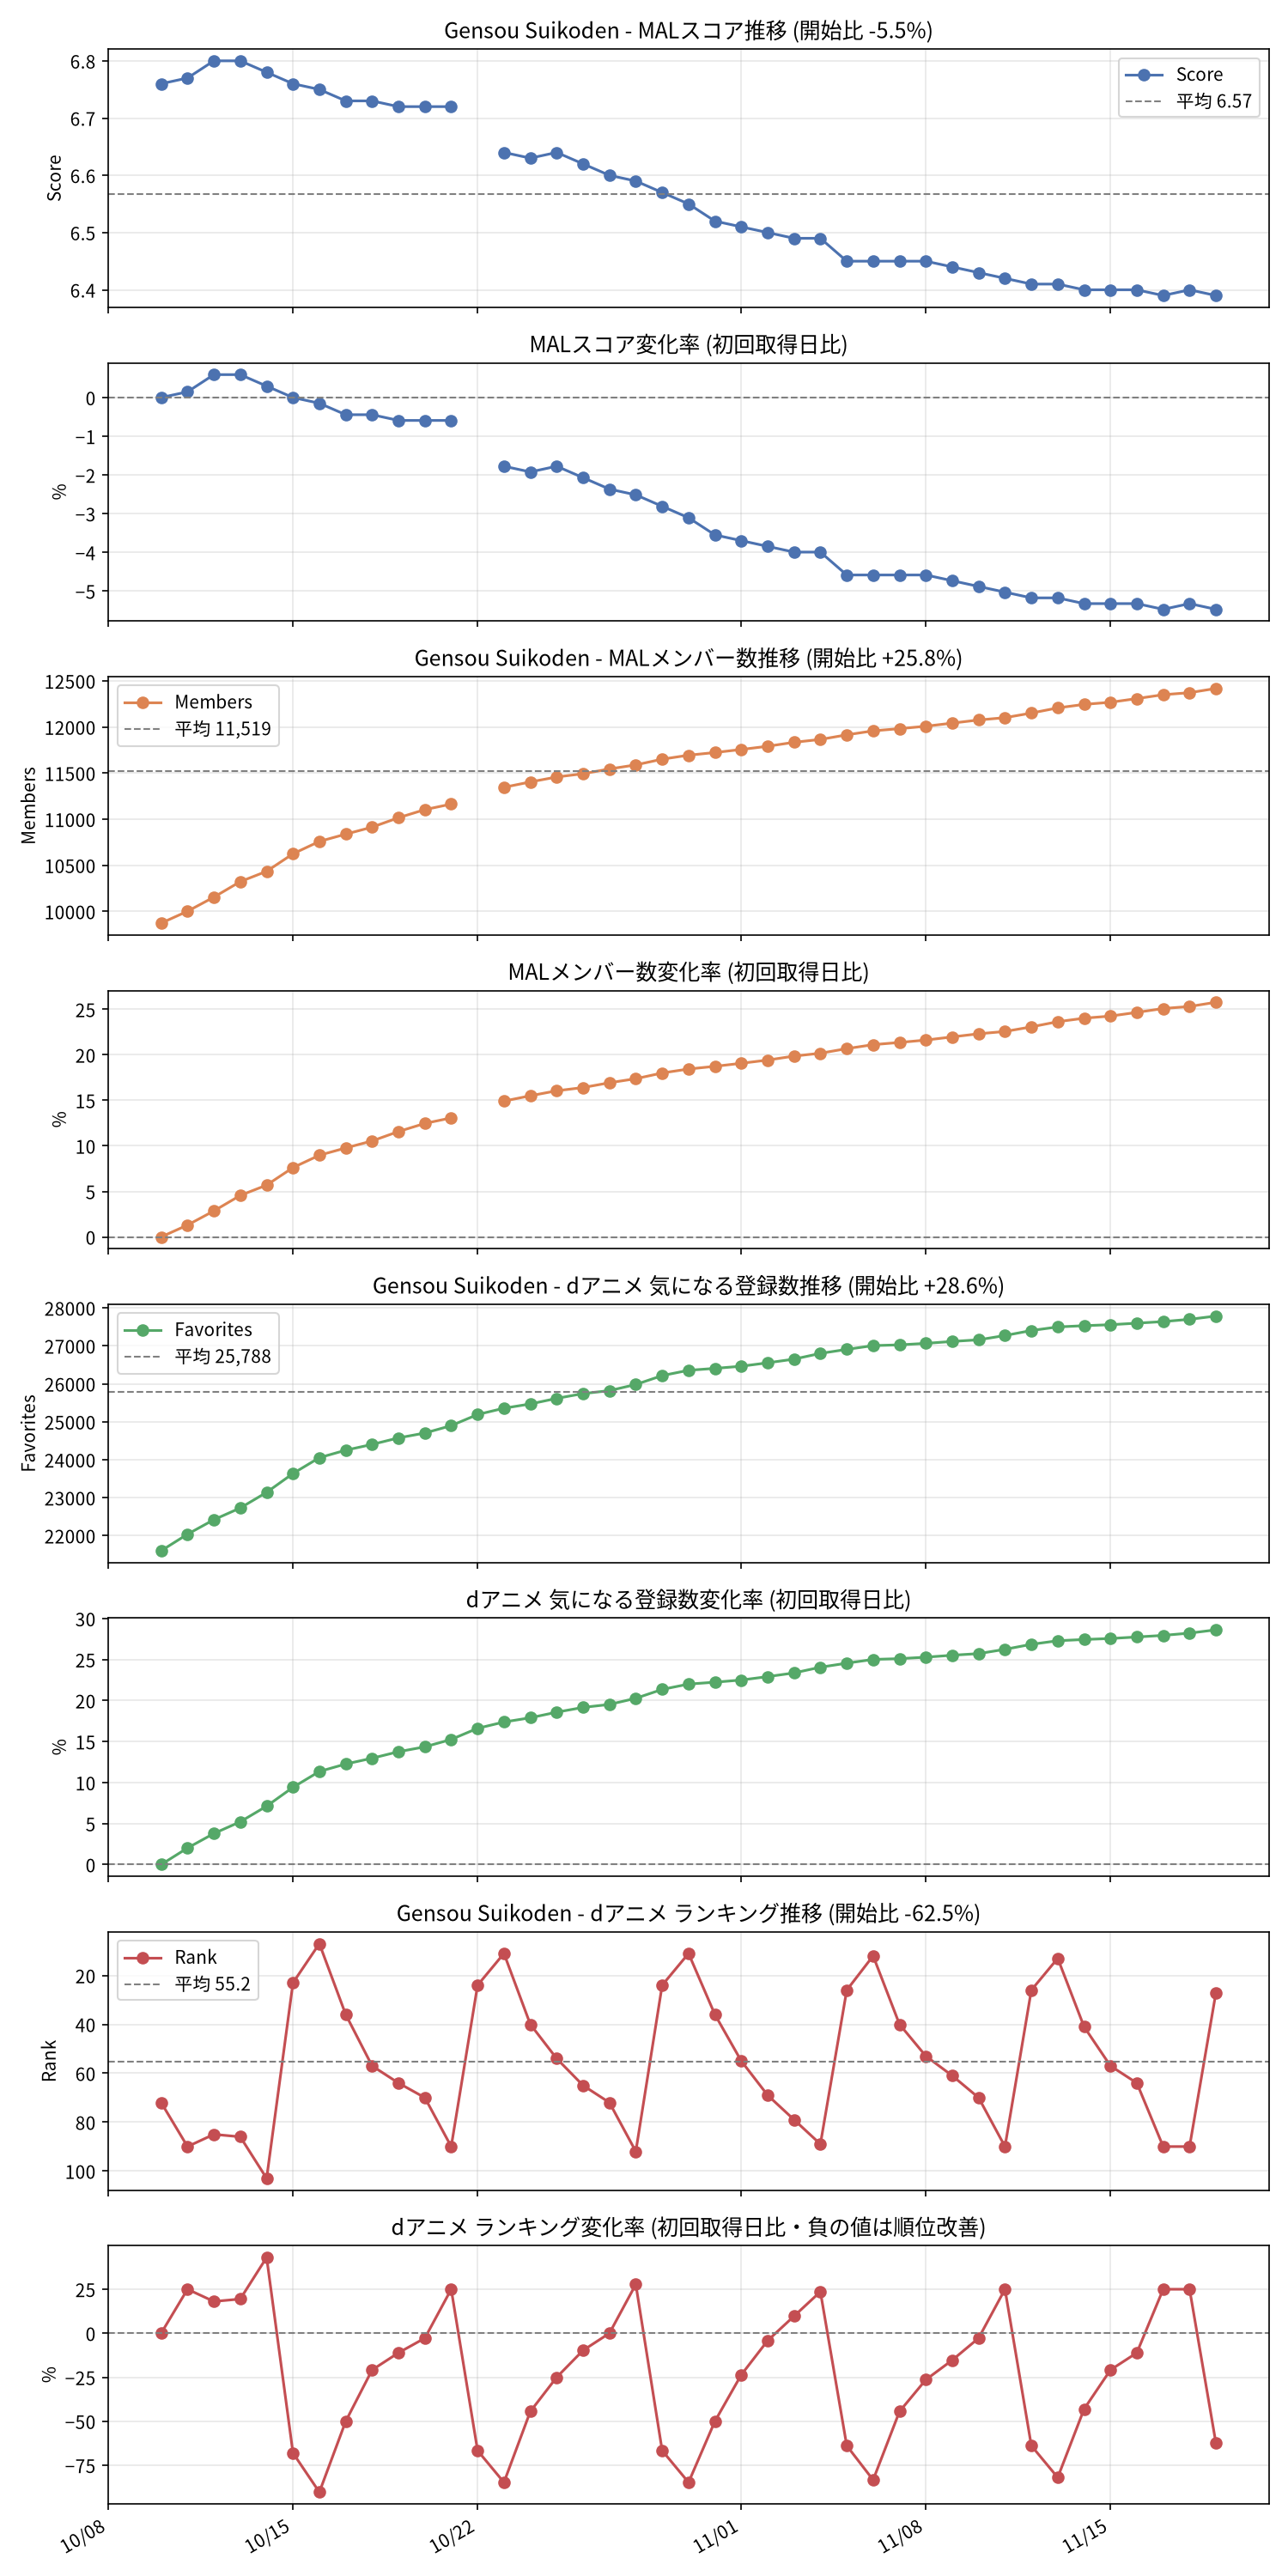 Gensou Suikoden - MALスコア推移 (開始比 -5.5%)
Score
6.8
6.7
6.6
6.5
6.4
Score
平均 6.57
MALスコア変化率 (初回取得日比)
%
0
−1
−2
−3
−4
−5
Gensou Suikoden - MALメンバー数推移 (開始比 +25.8%)
Members
12500
12000
11500
11000
10500
10000
Members
平均 11,519
MALメンバー数変化率 (初回取得日比)
%
25
20
15
10
5
0
Gensou Suikoden - dアニメ 気になる登録数推移 (開始比 +28.6%)
Favorites
28000
27000
26000
25000
24000
23000
22000
Favorites
平均 25,788
dアニメ 気になる登録数変化率 (初回取得日比)
%
30
25
20
15
10
5
0
Gensou Suikoden - dアニメ ランキング推移 (開始比 -62.5%)
Rank
20
40
60
80
100
Rank
平均 55.2
dアニメ ランキング変化率 (初回取得日比・負の値は順位改善)
%
25
0
−25
−50
−75
10/08
10/15
10/22
11/01
11/08
11/15